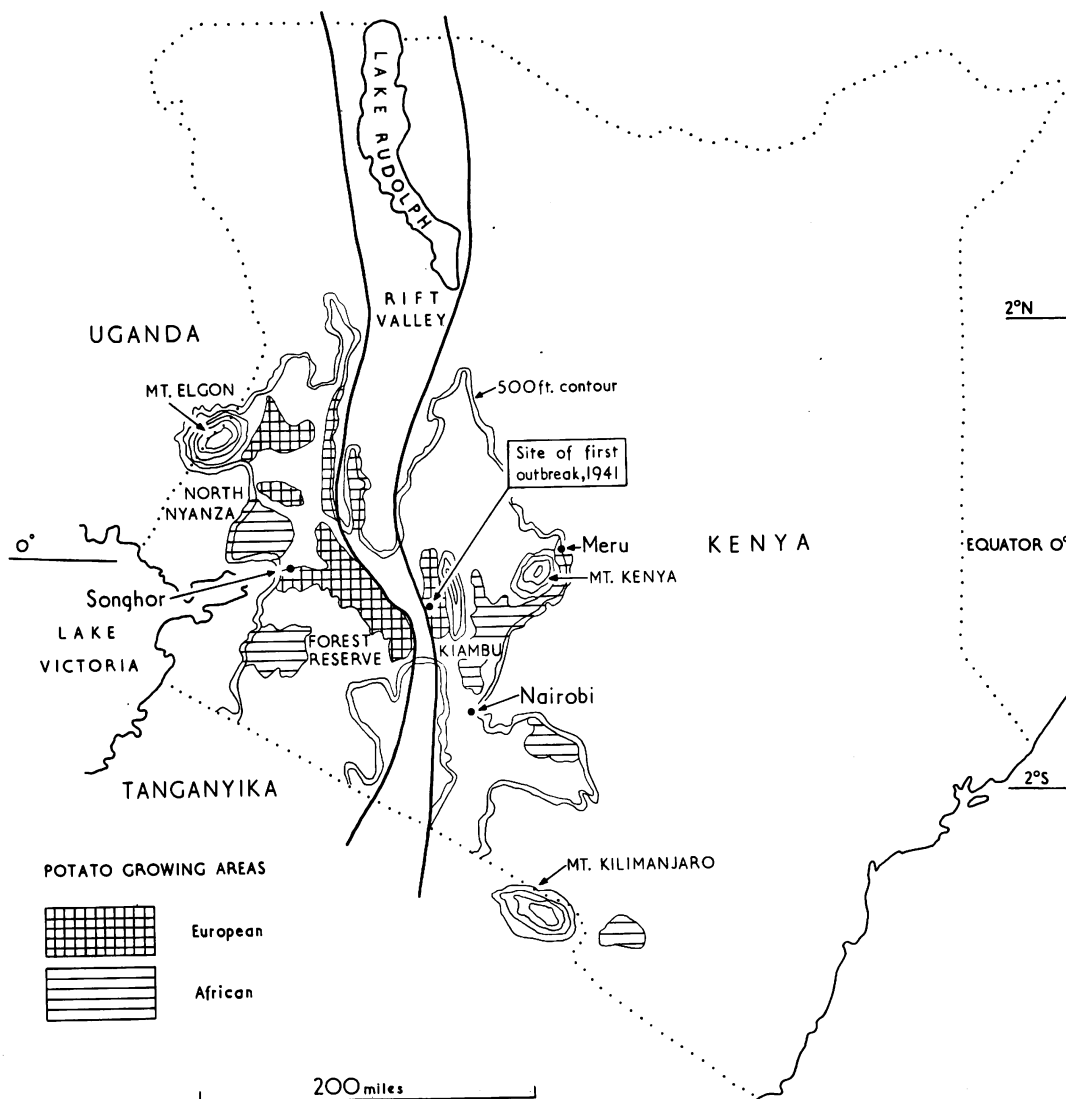 LAKE RUDOLPH
RIFT
VALLEY
2°N
UGANDA
MT. ELGON
500ft. contour
Site of first
outbreak,1941
NORTH
NYANZA
0°
Meru
KENYA
EQUATOR 0°
MT. KENYA
Songhor
LAKE
VICTORIA
FOREST
RESERVE
KIAMBU
Nairobi
TANGANYIKA
2°S
MT. KILIMANJARO
POTATO GROWING AREAS
European
African
200 miles